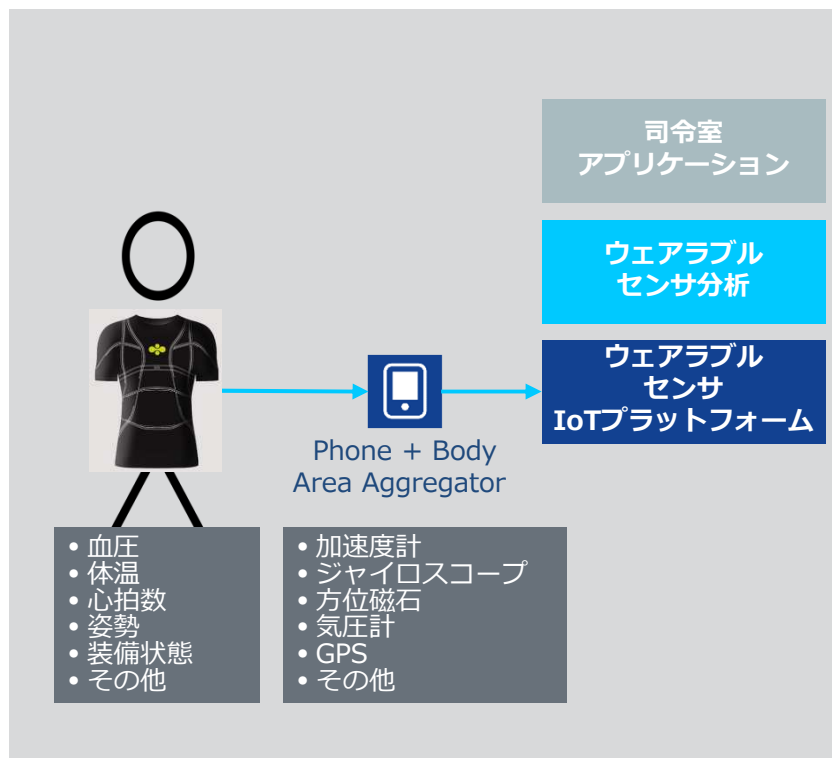 司令室
アプリケーション
ウェアラブル
センサ分析
ウェアラブル
センサ
IoTプラットフォーム
Phone + Body
Area Aggregator
•血圧
•体温
•心拍数
•姿勢
•装備状態
•その他
•加速度計
•ジャイロスコープ
•方位磁石
•気圧計
•GPS
•その他